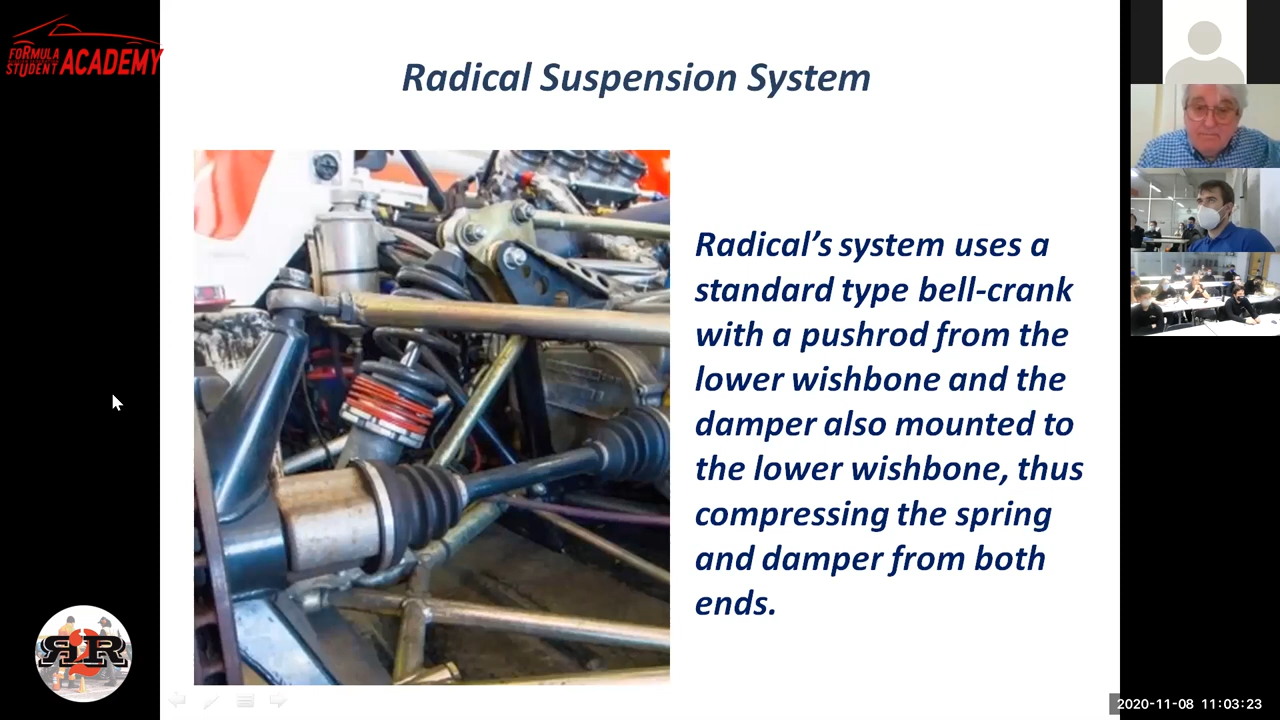 FORMULA
STUDENT ACADEMY
Radical Suspension System
Radical’s system uses a
standard type bell-crank
with a pushrod from the
lower wishbone and the
damper also mounted to
the lower wishbone, thus
compressing the spring
and damper from both
ends.
R2R
2020-11-08 11:03:23